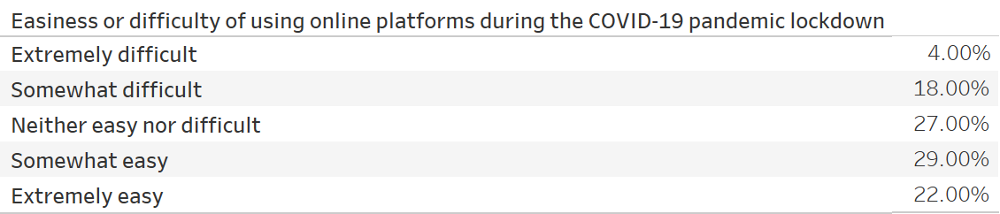 Easiness or difficulty of using online platforms during the COVID-19 pandemic lockdown
Extremely difficult 4.00%
Somewhat difficult 18.00%
Neither easy nor difficult 27.00%
Somewhat easy 29.00%
Extremely easy 22.00%